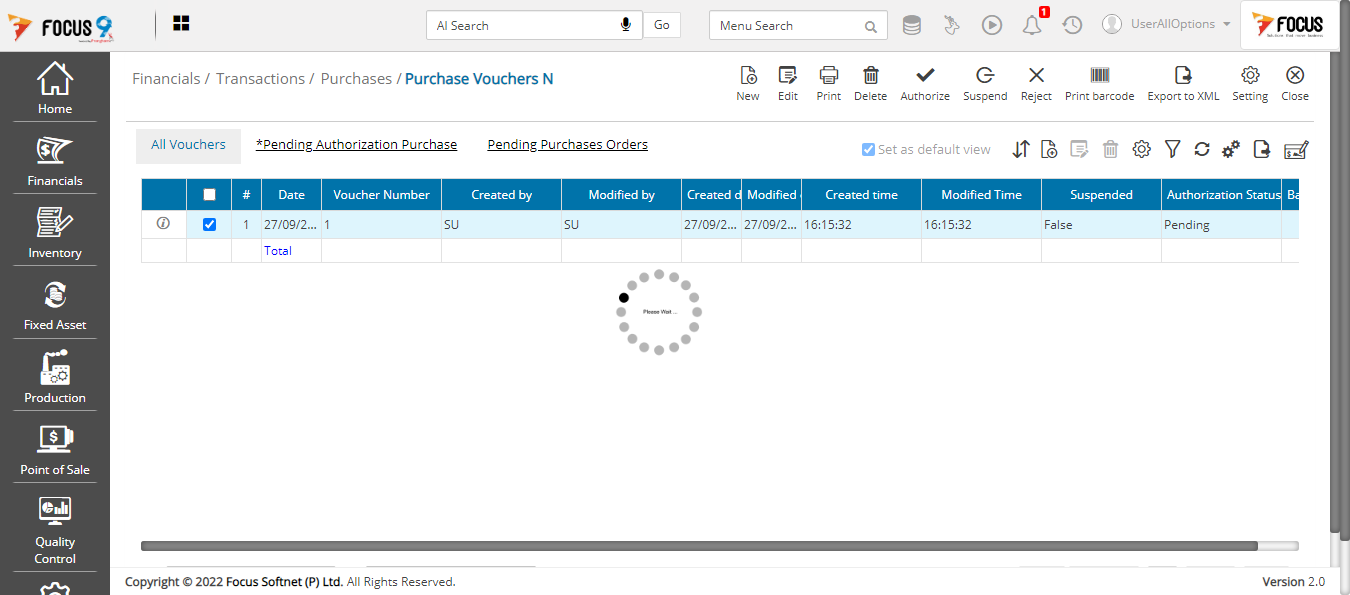 FOCUS 9
AI Search
Go
Menu Search
1
UserAllOptions
FOCUS
Home
Financials
Inventory
Fixed Asset
Production
Point of Sale
Quality
Control
Financials / Transactions / Purchases / Purchase Vouchers N
New Edit Print Delete Authorize Suspend Reject Print barcode Export to XML Setting Close
All Vouchers *Pending Authorization Purchase Pending Purchases Orders Set as default view
# Date Voucher Number Created by Modified by Created d Modified Created time Modified Time Suspended Authorization Status Ba
1 27/09/2... 1 SU SU 27/09/2... 27/09/2... 16:15:32 16:15:32 False Pending
Total
Please Wait ...
Copyright © 2022 Focus Softnet (P) Ltd. All Rights Reserved.
Version 2.0